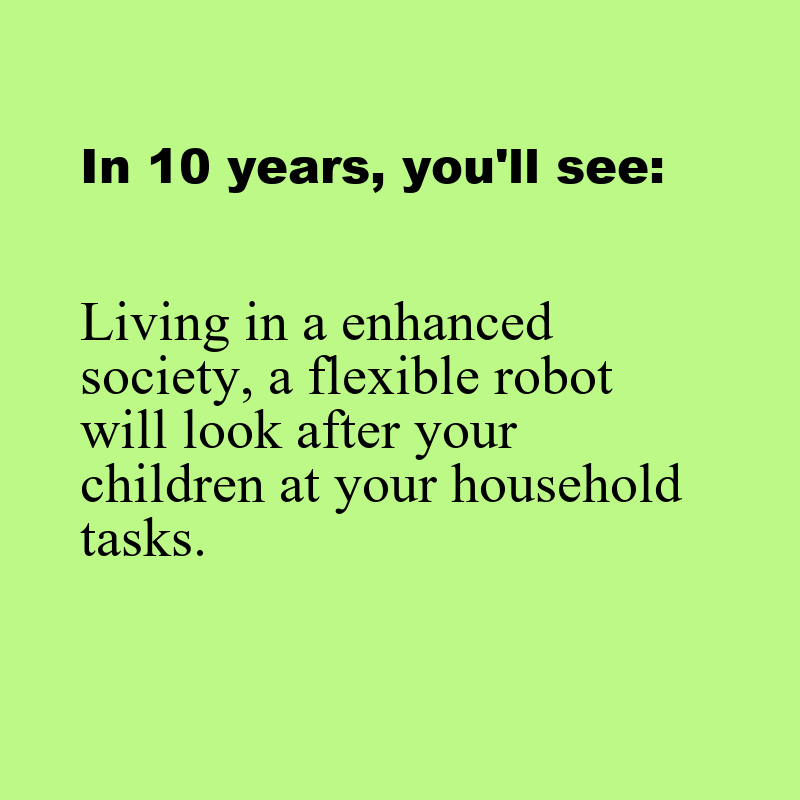 In 10 years, you'll see:
Living in a enhanced
society, a flexible robot
will look after your
children at your household
tasks.